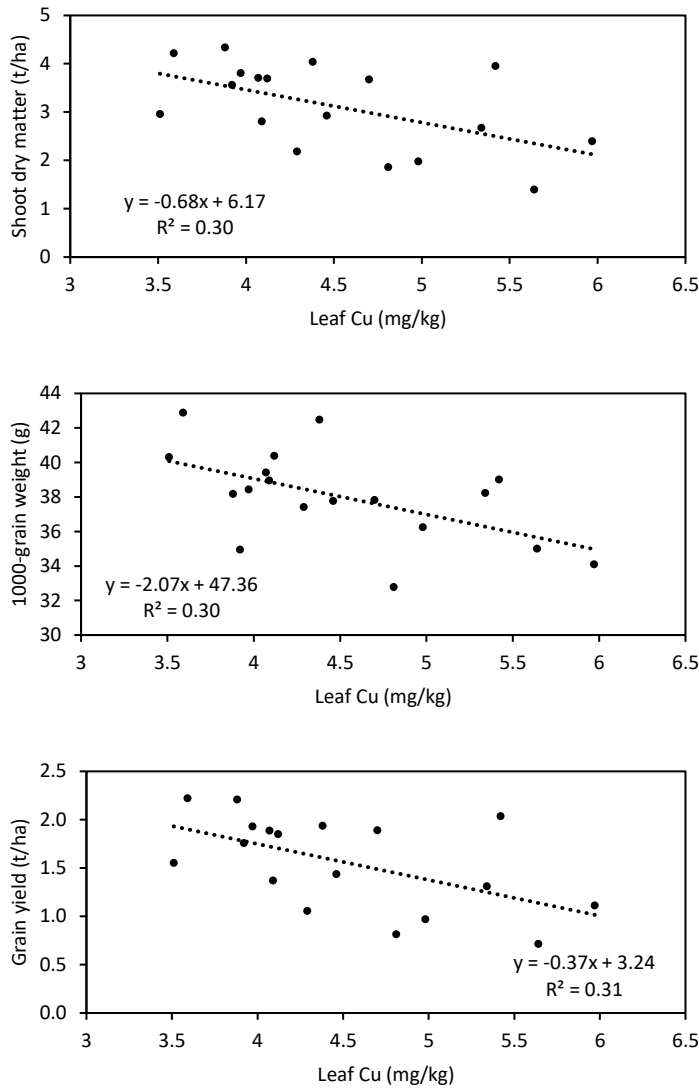 5
4
3
2
1
0
Shoot dry matter (t/ha)
y = -0.68x + 6.17
R² = 0.30
3 3.5 4 4.5 5 5.5 6 6.5
Leaf Cu (mg/kg)
44
42
40
38
36
34
32
30
1000-grain weight (g)
y = -2.07x + 47.36
R² = 0.30
3 3.5 4 4.5 5 5.5 6 6.5
Leaf Cu (mg/kg)
2.5
2.0
1.5
1.0
0.5
0.0
Grain yield (t/ha)
y = -0.37x + 3.24
R² = 0.31
3 3.5 4 4.5 5 5.5 6 6.5
Leaf Cu (mg/kg)